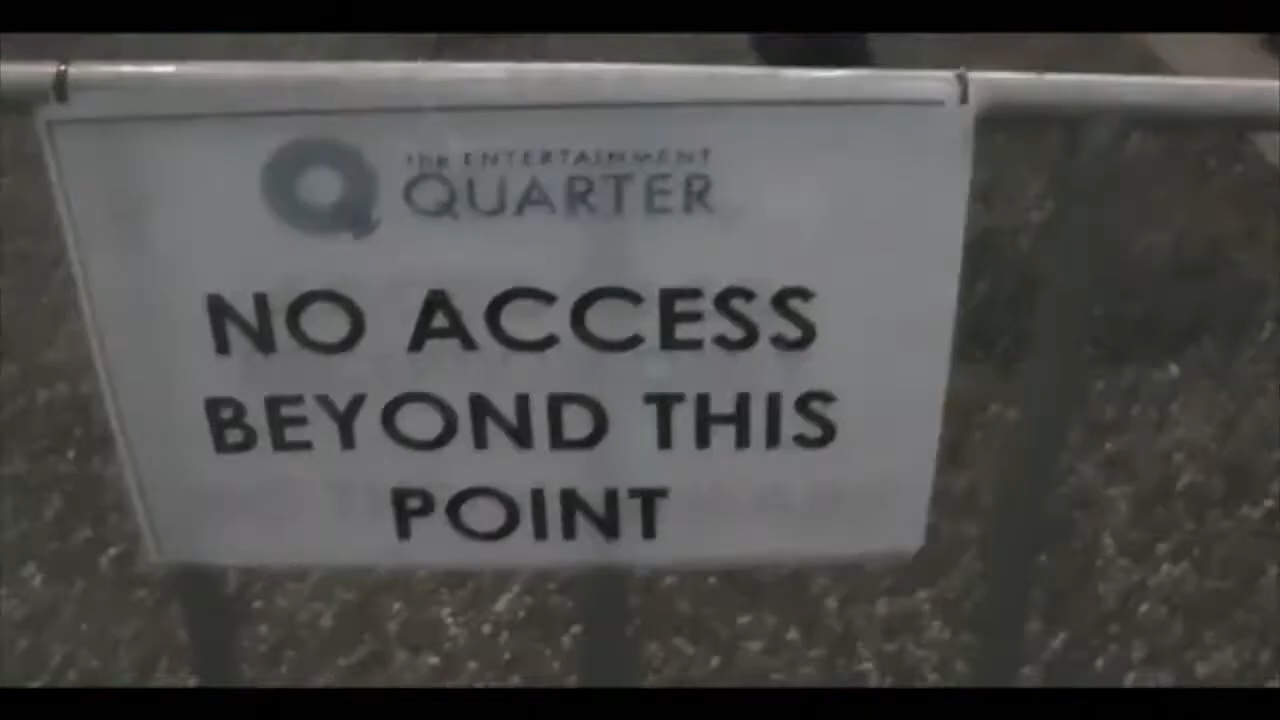 the ENTERTAINMENT
QUARTER
NO ACCESS
BEYOND THIS
POINT